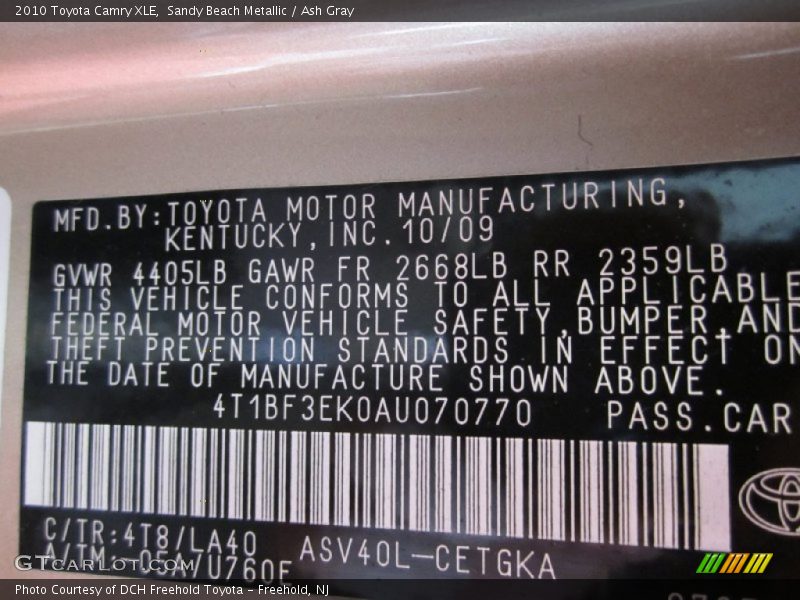 2010 Toyota Camry XLE, Sandy Beach Metallic / Ash Gray
MFD.BY:TOYOTA MOTOR MANUFACTURING,
KENTUCKY,INC.10/09
GVWR 4405LB GAWR FR 2668LB RR 2359LB
THIS VEHICLE CONFORMS TO ALL APPLICABLE
FEDERAL MOTOR VEHICLE SAFETY,BUMPER,AND
THEFT PREVENTION STANDARDS IN EFFECT ON
THE DATE OF MANUFACTURE SHOWN ABOVE.
4T1BF3EK0AU070770 PASS.CAR
C/TR:4T8/LA40 ASV40L-CETGKA
A/TM:-05A/U760E
GTcarLot.com
Photo Courtesy of DCH Freehold Toyota - Freehold, NJ